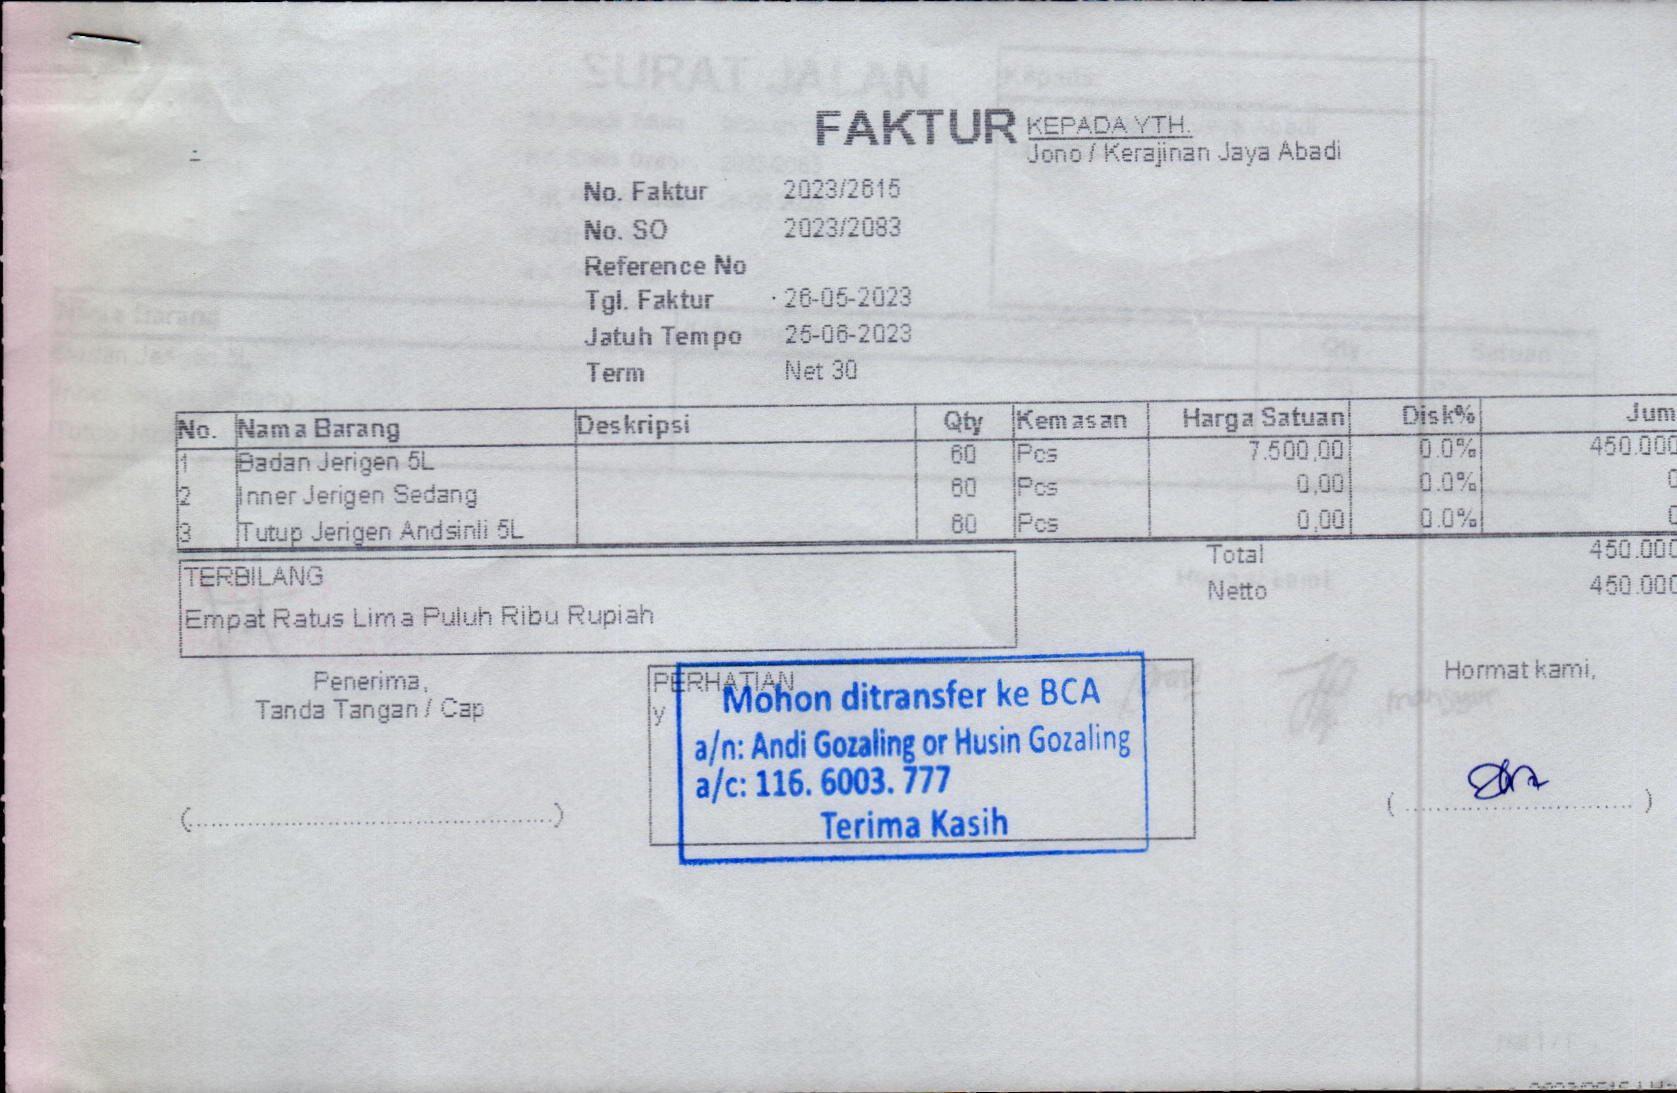 FAKTUR
KEPADA YTH.
Jono / Kerajinan Jaya Abadi
No. Faktur 2023/2615
No. SO 2023/2083
Reference No
Tgl. Faktur 26-05-2023
Jatuh Tempo 25-06-2023
Term Net 30
No. Nama Barang Deskripsi Qty Kemasan Harga Satuan Disk% Jum
1 Badan Jerigen 5L 60 Pcs 7.500,00 0.0% 450.000
2 Inner Jerigen Sedang 60 Pcs 0,00 0.0% 0
3 Tutup Jerigen Andsinli 5L 60 Pcs 0,00 0.0% 0
Total 450.000
Netto 450.000
TERBILANG
Empat Ratus Lima Puluh Ribu Rupiah
Penerima,
Tanda Tangan / Cap
(............................................)
PERHATIAN
y
Mohon ditransfer ke BCA
a/n: Andi Gozaling or Husin Gozaling
a/c: 116. 6003. 777
Terima Kasih
Hormat kami,
(............................)